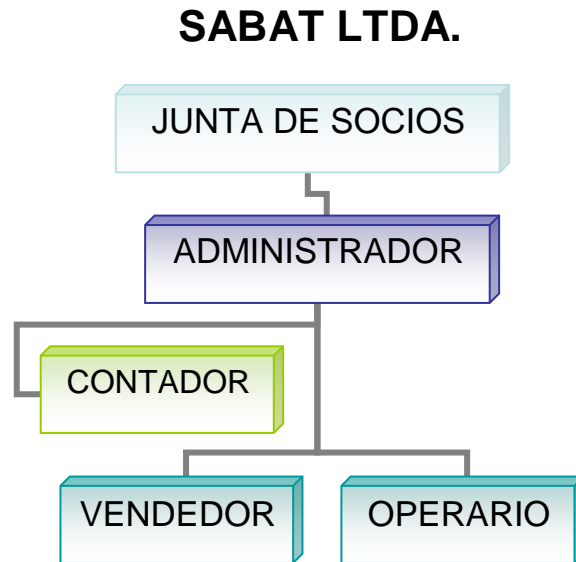 SABAT LTDA.
JUNTA DE SOCIOS
ADMINISTRADOR
CONTADOR
VENDEDOR
OPERARIO